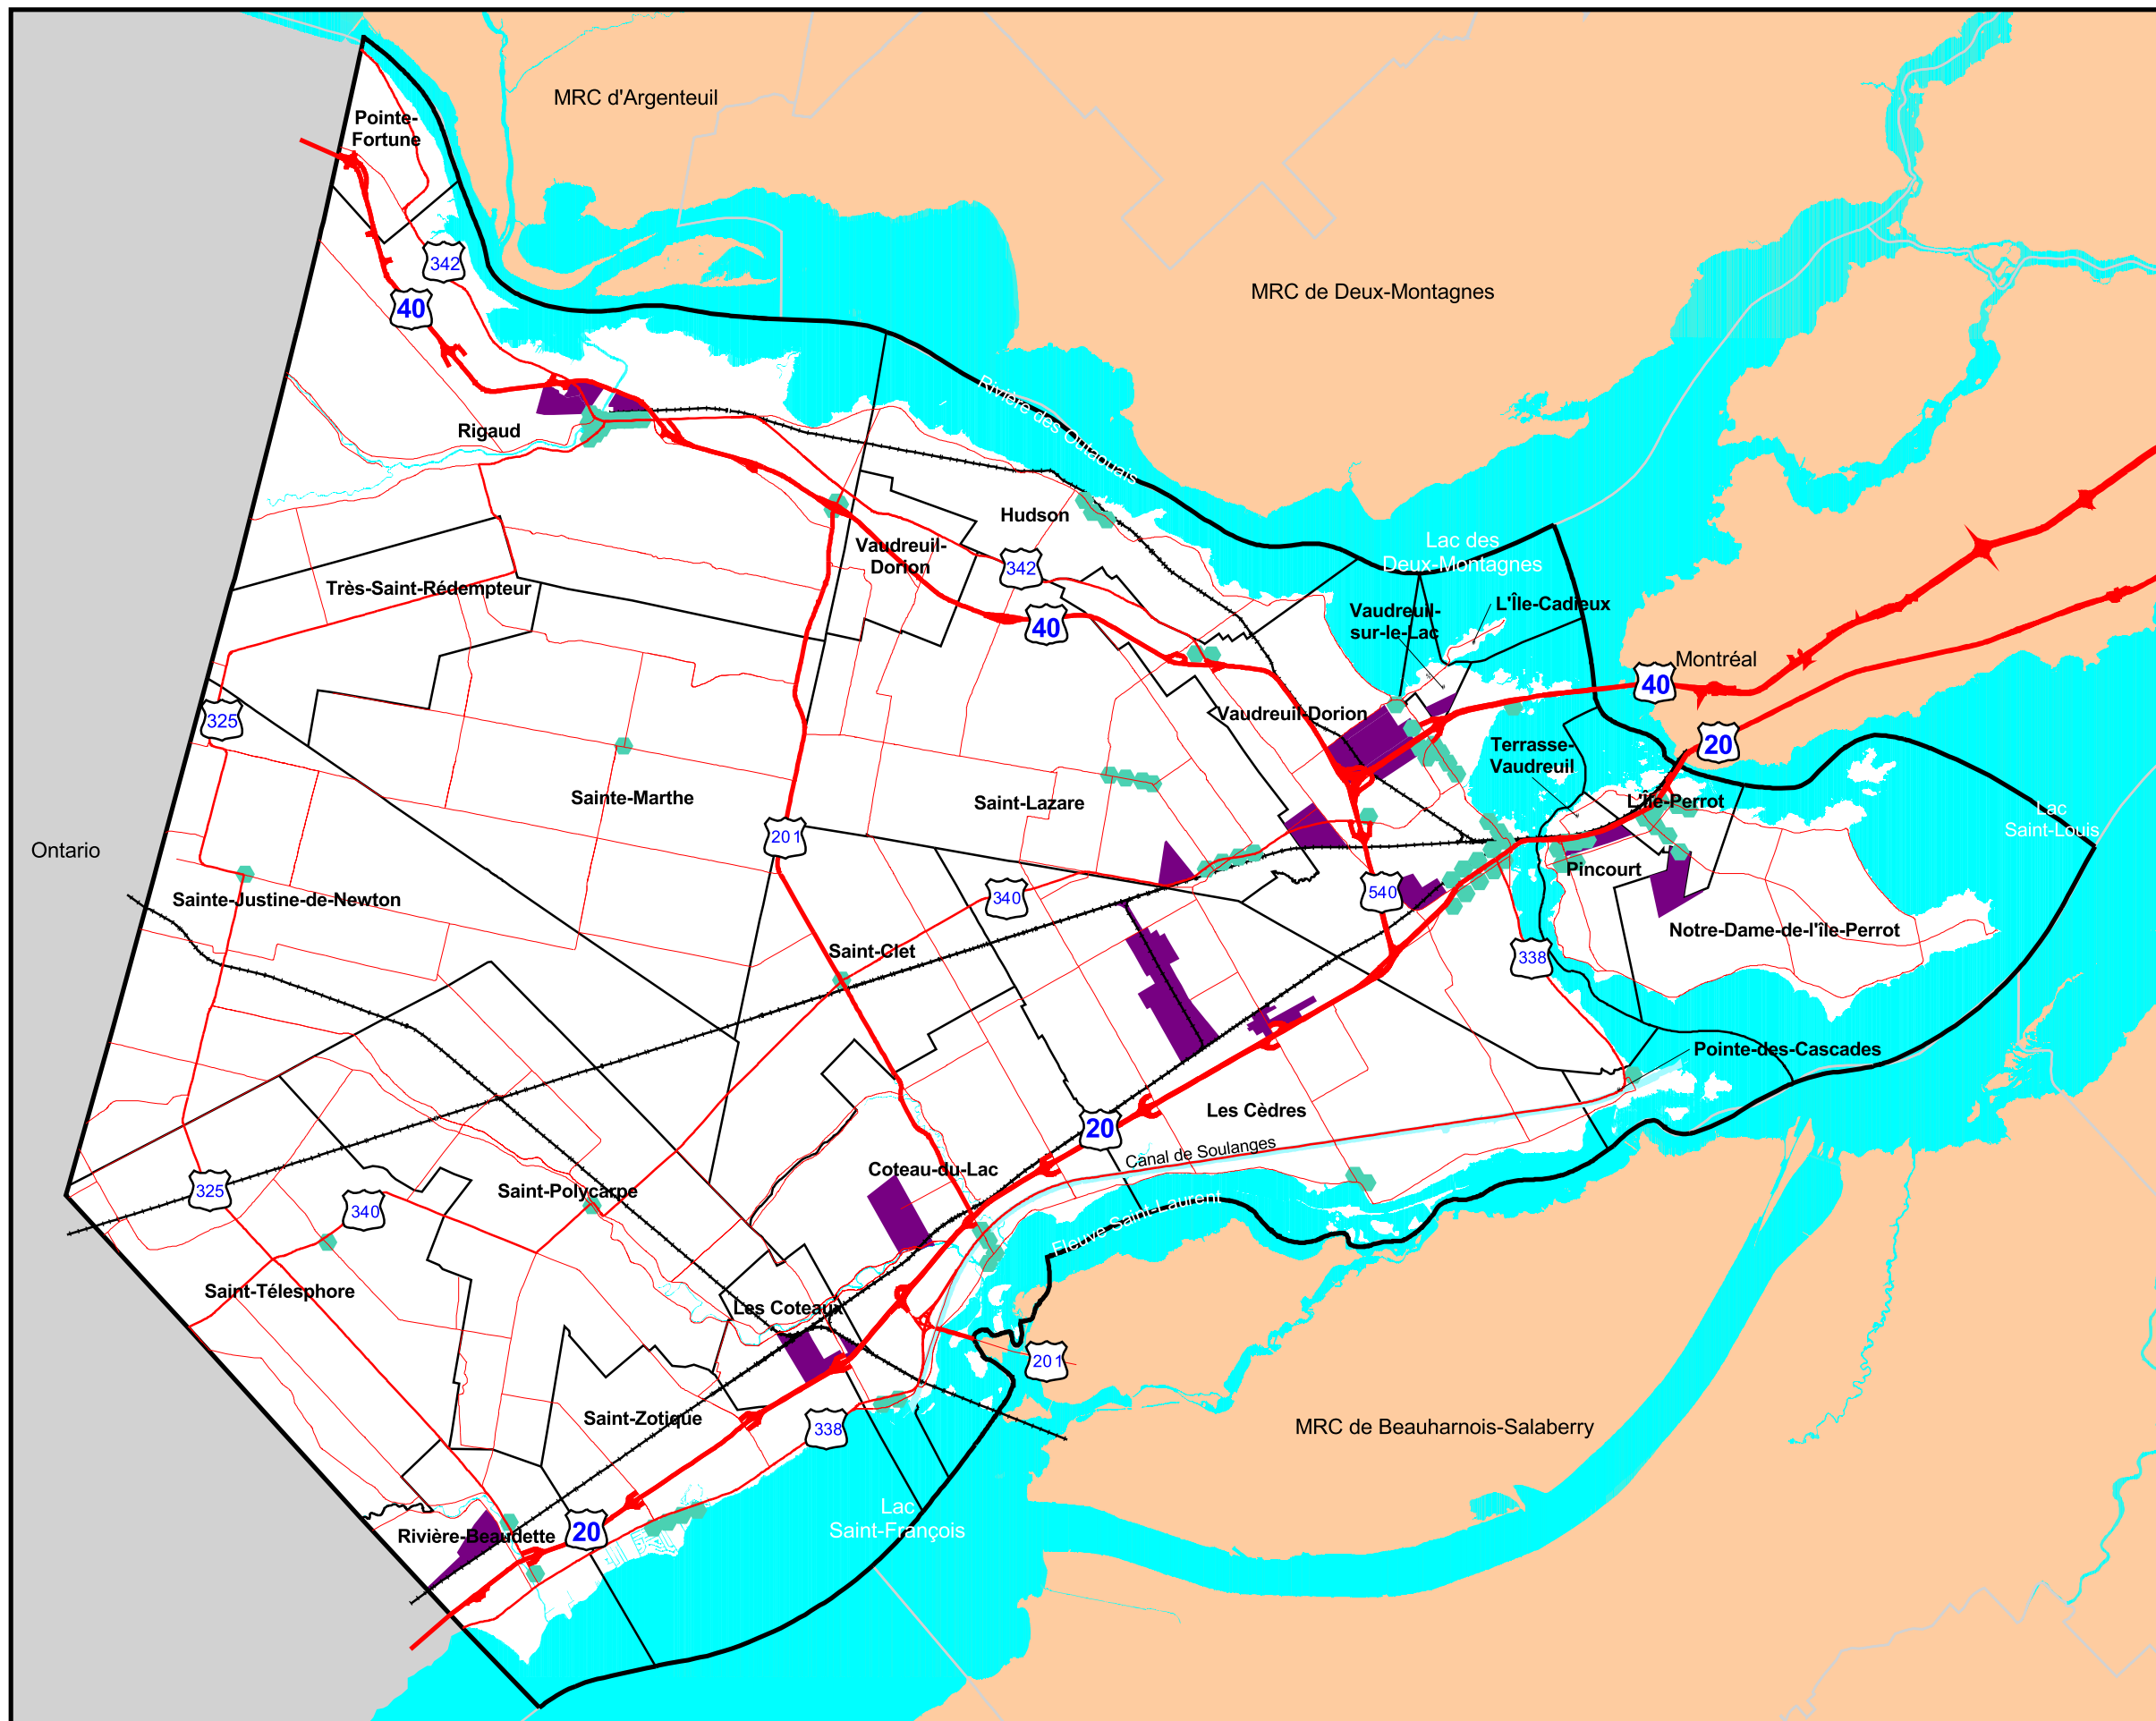 MRC d'Argenteuil
Pointe-
Fortune
342
40
MRC de Deux-Montagnes
Rivière des Outaouais
Rigaud
Hudson
Vaudreuil-
Dorion
342
Lac des
Deux-Montagnes
Très-Saint-Rédempteur
40
Vaudreuil-
sur-le-Lac
L'Île-Cadieux
Montréal
40
325
Vaudreuil-Dorion
20
Terrasse-
Vaudreuil
Sainte-Marthe
Saint-Lazare
L'Île-Perrot
Lac
Saint-Louis
201
Ontario
Pincourt
Sainte-Justine-de-Newton
340
540
Notre-Dame-de-l'île-Perrot
Saint-Clet
338
Pointe-des-Cascades
Les Cèdres
20
Canal de Soulanges
Coteau-du-Lac
325
340
Saint-Polycarpe
Fleuve Saint-Laurent
Saint-Télesphore
Les Coteaux
201
Saint-Zotique
338
MRC de Beauharnois-Salaberry
Lac
Saint-François
Rivière-Beaudette
20